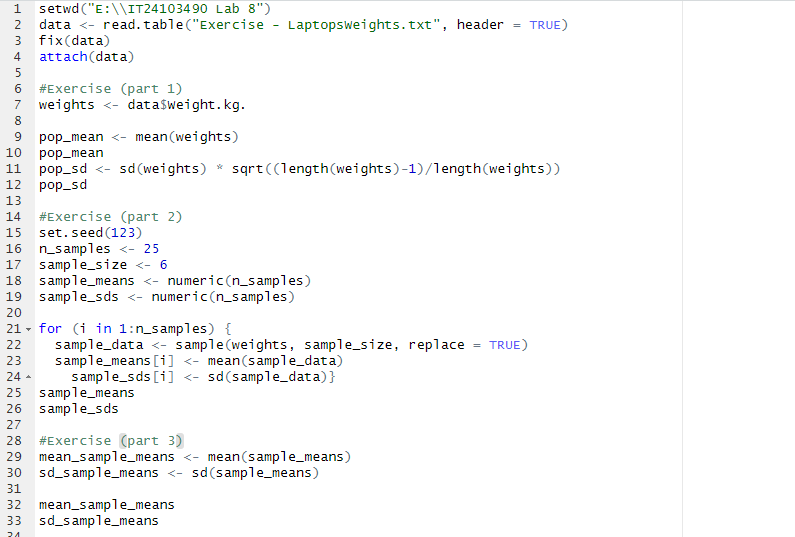 1 setwd("E:\\IT24103490 Lab 8")
2 data <- read.table("Exercise - LaptopsWeights.txt", header = TRUE)
3 fix(data)
4 attach(data)
5
6 #Exercise (part 1)
7 weights <- data$Weight.kg.
8
9 pop_mean <- mean(weights)
10 pop_mean
11 pop_sd <- sd(weights) * sqrt((length(weights)-1)/length(weights))
12 pop_sd
13
14 #Exercise (part 2)
15 set.seed(123)
16 n_samples <- 25
17 sample_size <- 6
18 sample_means <- numeric(n_samples)
19 sample_sds <- numeric(n_samples)
20
21 for (i in 1:n_samples) {
22   sample_data <- sample(weights, sample_size, replace = TRUE)
23   sample_means[i] <- mean(sample_data)
24     sample_sds[i] <- sd(sample_data)}
25 sample_means
26 sample_sds
27
28 #Exercise (part 3)
29 mean_sample_means <- mean(sample_means)
30 sd_sample_means <- sd(sample_means)
31
32 mean_sample_means
33 sd_sample_means
34